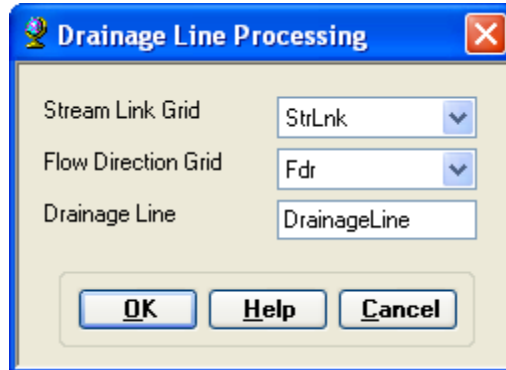 Drainage Line Processing
Stream Link Grid StrLnk
Flow Direction Grid Fdr
Drainage Line DrainageLine
OK Help Cancel